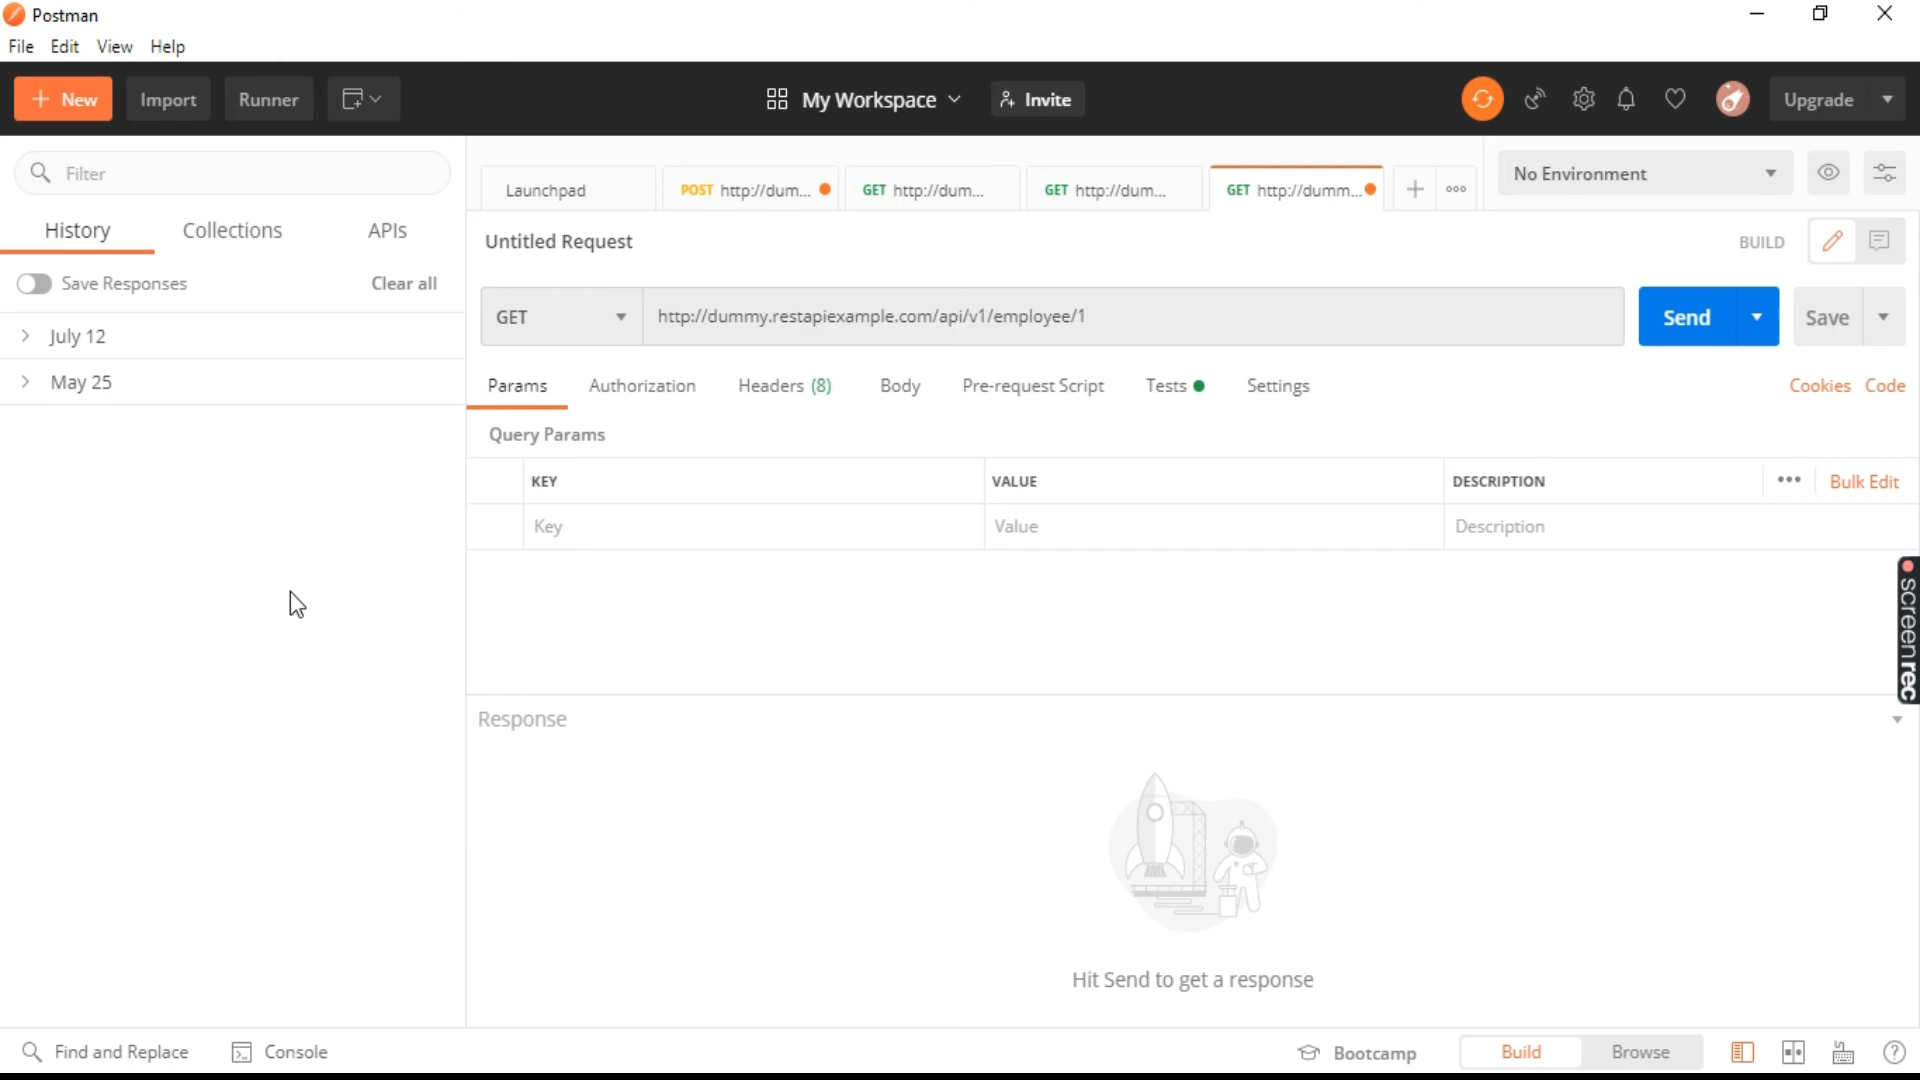 Postman
File Edit View Help
+ New Import Runner My Workspace Invite Upgrade
Filter
History Collections APIs
Save Responses Clear all
July 12
May 25
Launchpad POST http://dum... GET http://dum... GET http://dum... GET http://dumm... + No Environment
Untitled Request BUILD
GET http://dummy.restapiexample.com/api/v1/employee/1 Send Save
Params Authorization Headers (8) Body Pre-request Script Tests Settings Cookies Code
Query Params
KEY VALUE DESCRIPTION ••• Bulk Edit
Key Value Description
screenrec
Response
Hit Send to get a response
Find and Replace Console Bootcamp Build Browse